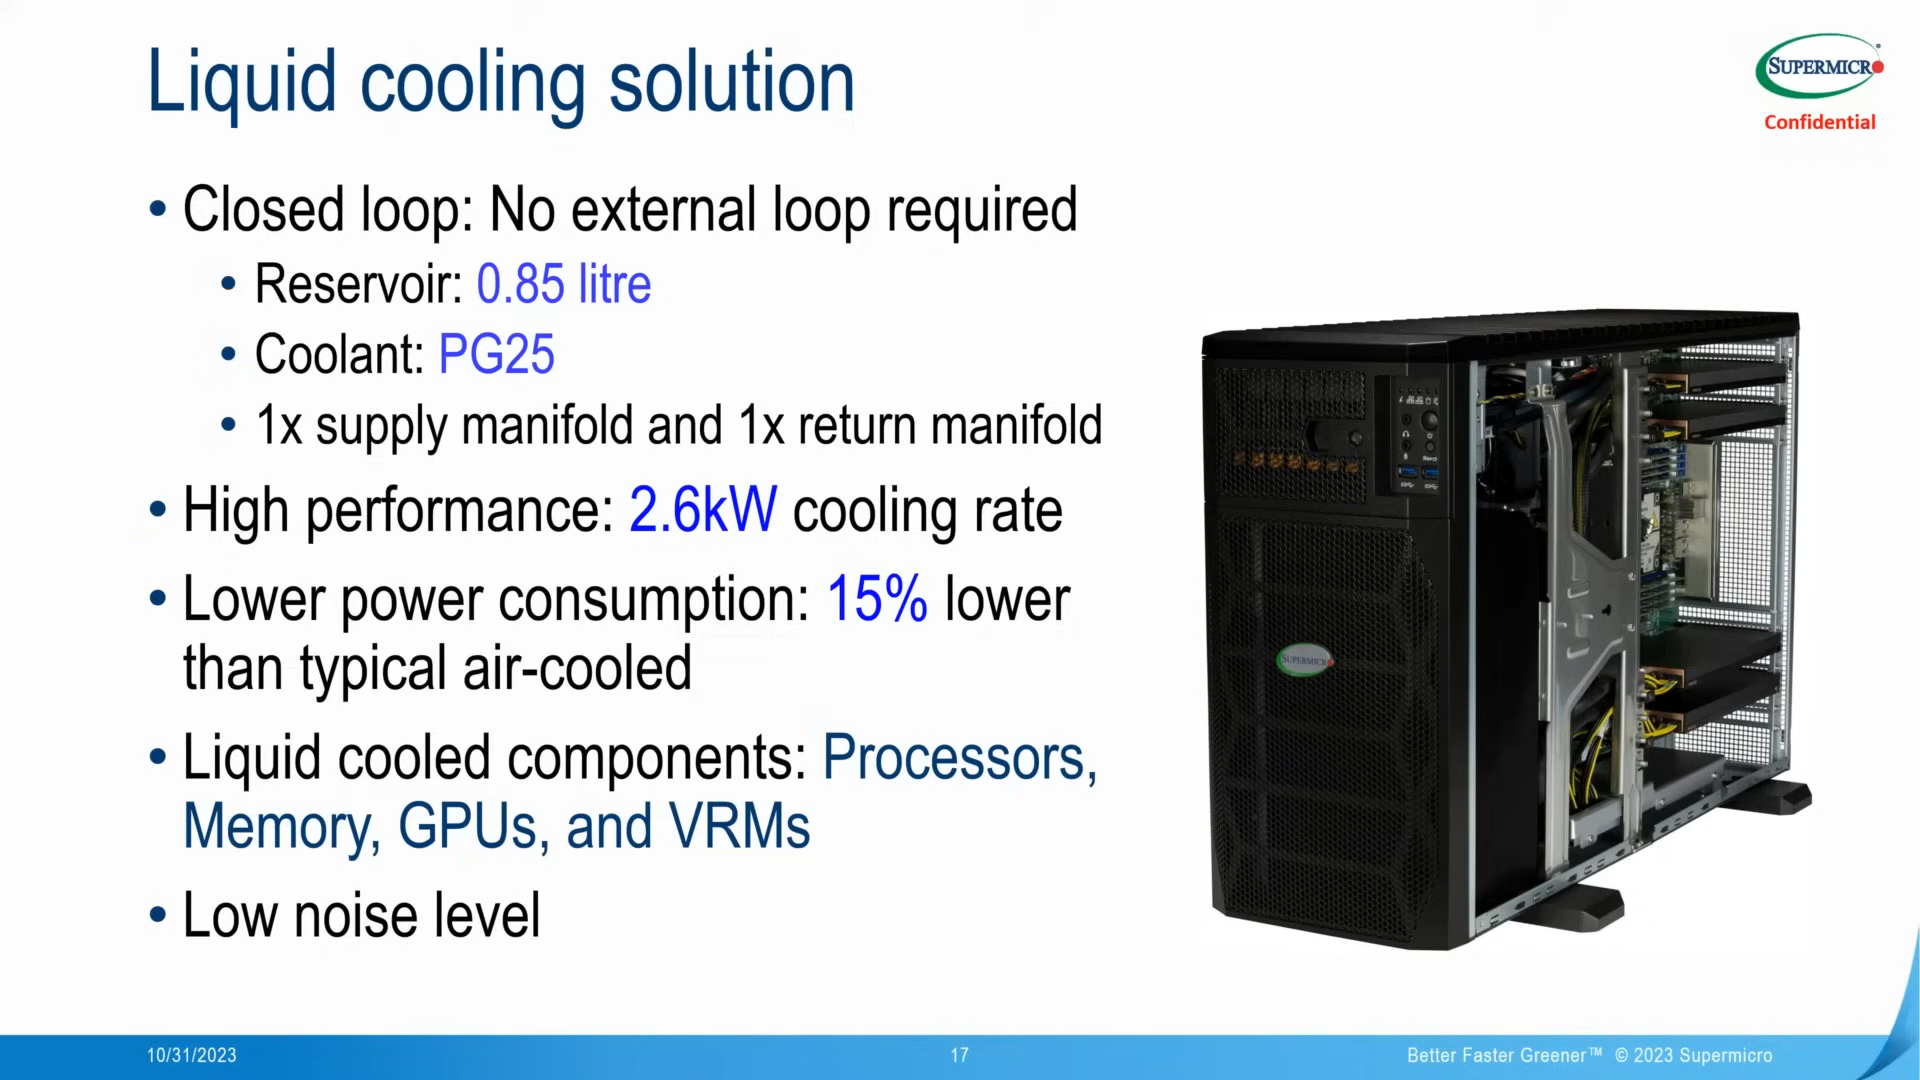 Liquid cooling solution
SUPERMICR
Confidential
• Closed loop: No external loop required
• Reservoir: 0.85 litre
• Coolant: PG25
• 1x supply manifold and 1x return manifold
• High performance: 2.6kW cooling rate
• Lower power consumption: 15% lower
than typical air-cooled
• Liquid cooled components: Processors,
Memory, GPUs, and VRMs
• Low noise level
SUPERMICR
10/31/2023
17
Better Faster Greener™ © 2023 Supermicro